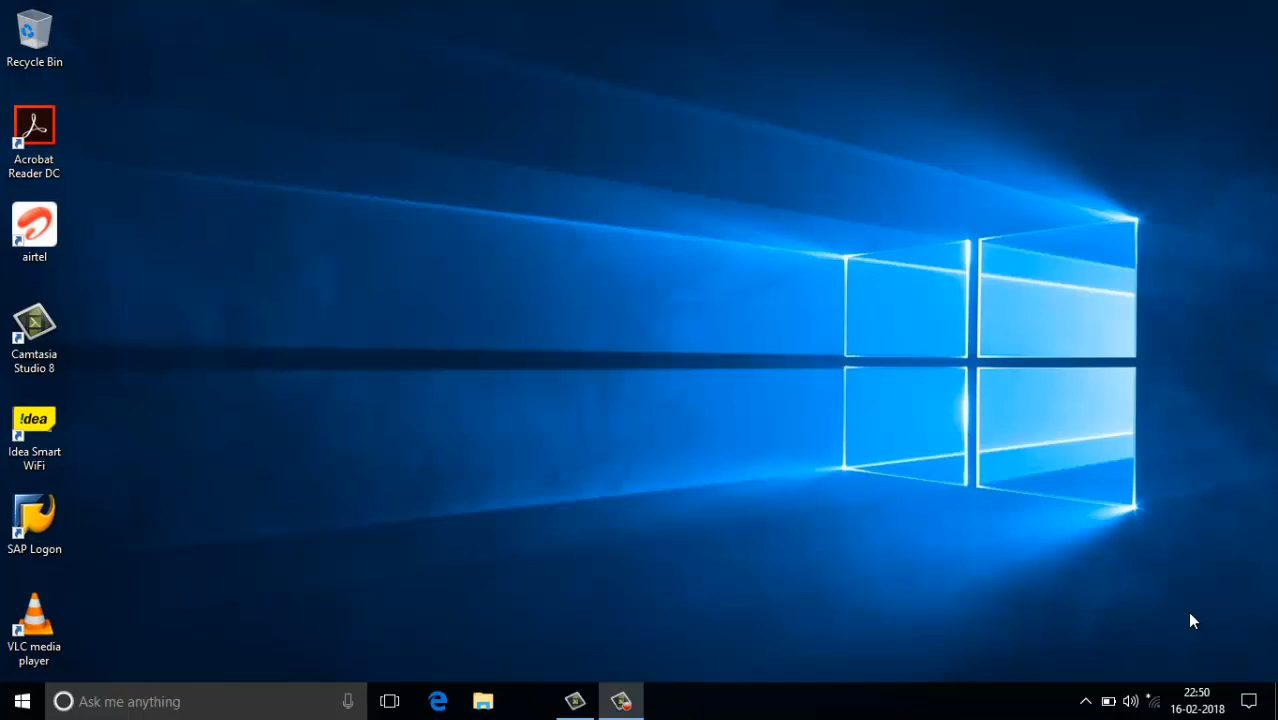 Recycle Bin
Acrobat
Reader DC
airtel
Camtasia
Studio 8
!dea
Idea Smart
WiFi
SAP Logon
VLC media
player
Ask me anything
22:50
16-02-2018